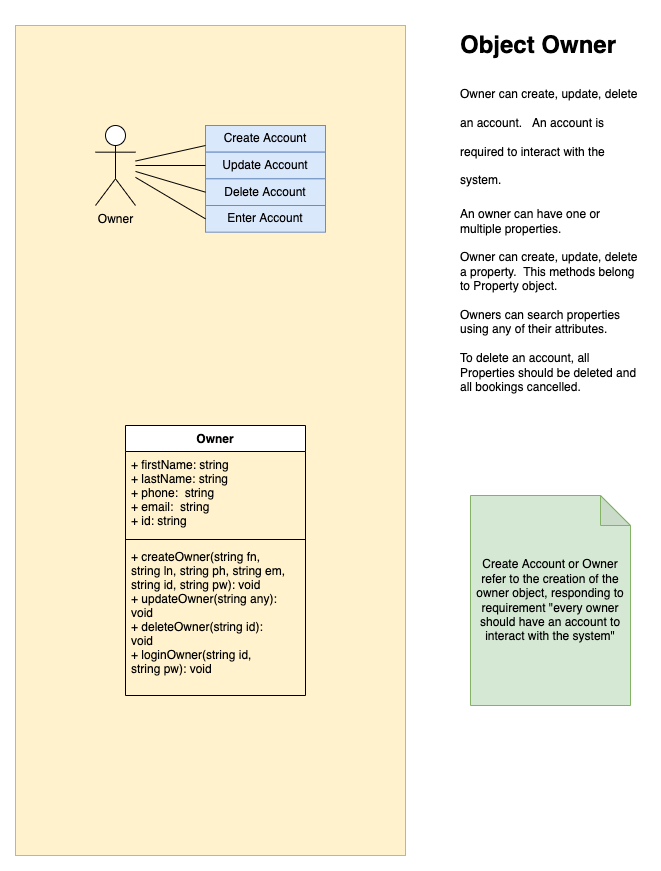 Object Owner
Owner can create, update, delete
an account.   An account is
required to interact with the
system.
An owner can have one or
multiple properties.
Owner can create, update, delete
a property.  This methods belong
to Property object.
Owners can search properties
using any of their attributes.
To delete an account, all
Properties should be deleted and
all bookings cancelled.
Create Account
Update Account
Delete Account
Enter Account
Owner
Owner
+ firstName: string
+ lastName: string
+ phone:  string
+ email:  string
+ id: string
+ createOwner(string fn,
string ln, string ph, string em,
string id, string pw): void
+ updateOwner(string any):
void
+ deleteOwner(string id):
void
+ loginOwner(string id,
string pw): void
Create Account or Owner
refer to the creation of the
owner object, responding to
requirement "every owner
should have an account to
interact with the system"